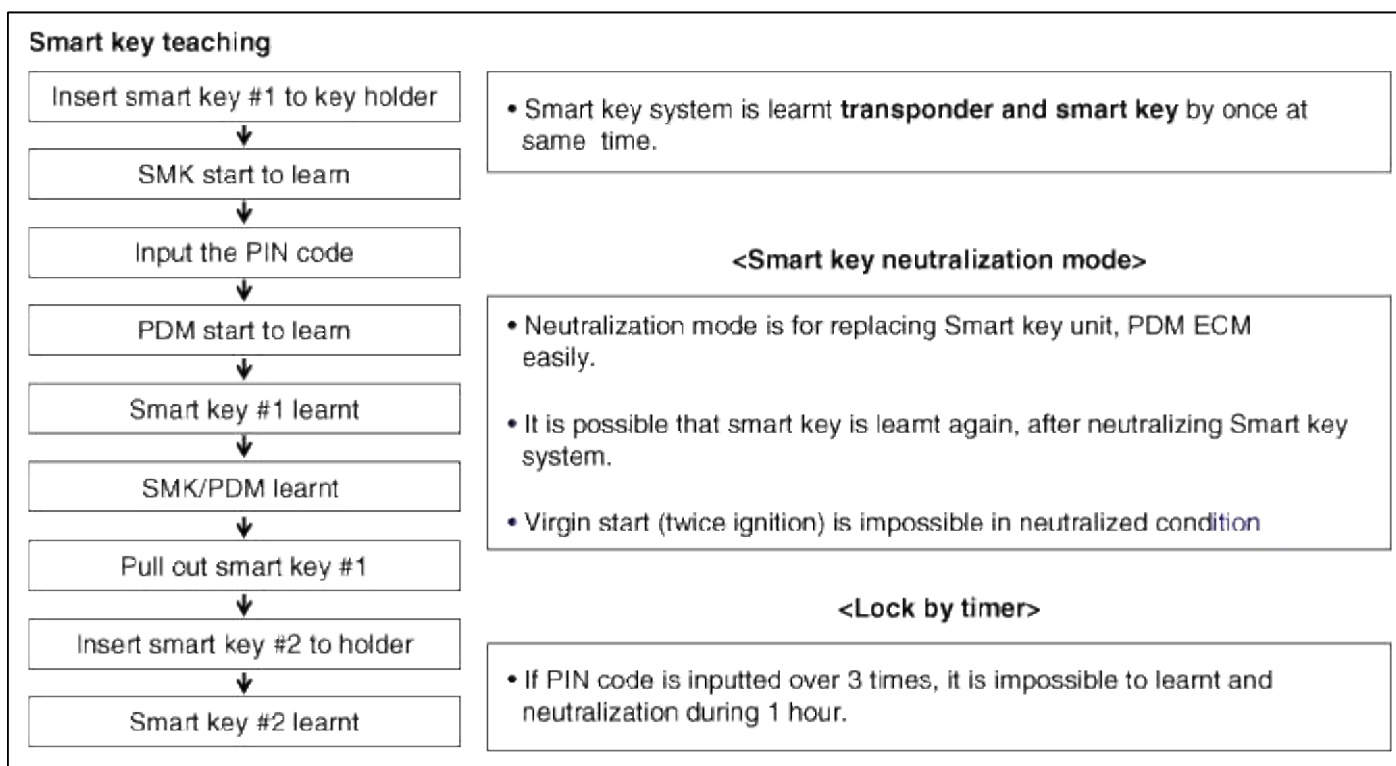 Smart key teaching
Insert smart key #1 to key holder
SMK start to learn
Input the PIN code
PDM start to learn
Smart key #1 learnt
SMK/PDM learnt
Pull out smart key #1
Insert smart key #2 to holder
Smart key #2 learnt
• Smart key system is learnt transponder and smart key by once at
same time.
<Smart key neutralization mode>
• Neutralization mode is for replacing Smart key unit, PDM ECM
easily.
• It is possible that smart key is learnt again, after neutralizing Smart key
system.
• Virgin start (twice ignition) is impossible in neutralized condition
<Lock by timer>
• If PIN code is inputted over 3 times, it is impossible to learnt and
neutralization during 1 hour.